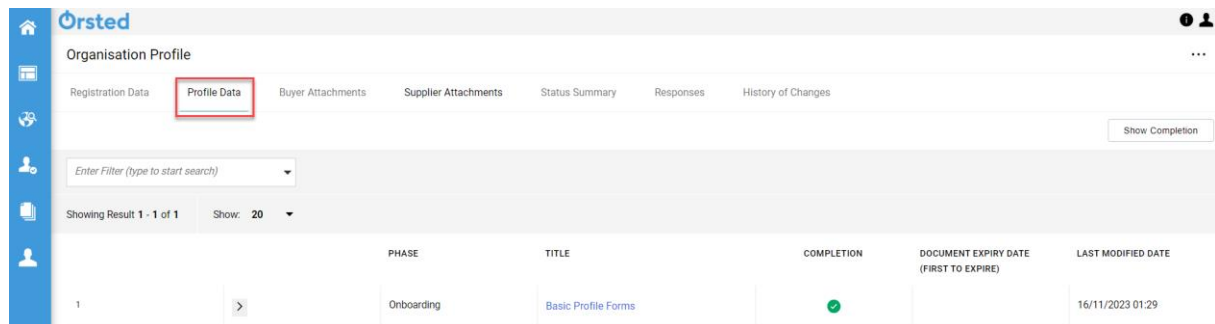 Ørsted
Organisation Profile
...
Registration Data Profile Data Buyer Attachments Supplier Attachments Status Summary Responses History of Changes
Show Completion
Enter Filter (type to start search)
Showing Result 1 - 1 of 1 Show: 20
PHASE TITLE COMPLETION DOCUMENT EXPIRY DATE LAST MODIFIED DATE
(FIRST TO EXPIRE)
1 > Onboarding Basic Profile Forms 16/11/2023 01:29